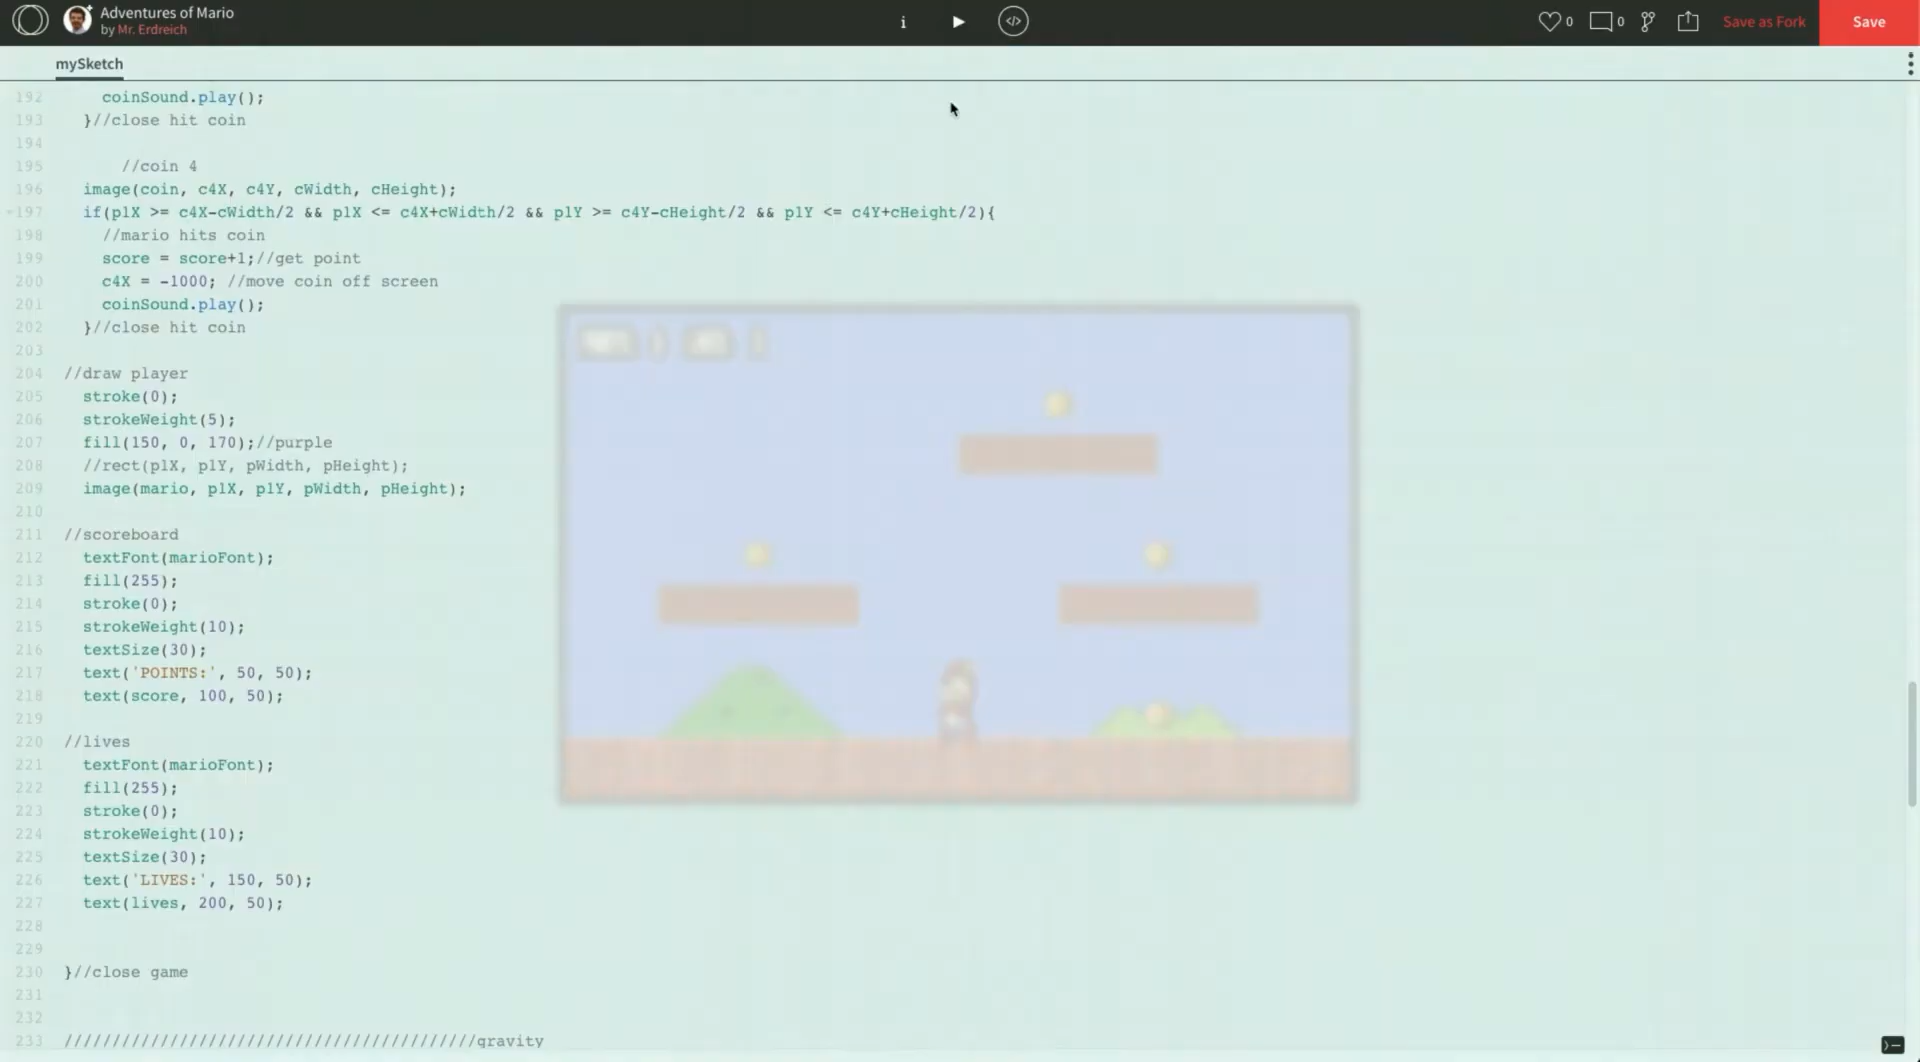 Adventures of Mario
by Mr. Erdreich
i
</>
0
0
Save as Fork
Save
mySketch
192 coinSound.play();
193 }//close hit coin
194
195 //coin 4
196 image(coin, c4X, c4Y, cWidth, cHeight);
197 if(p1X >= c4X-cWidth/2 && p1X <= c4X+cWidth/2 && p1Y >= c4Y-cHeight/2 && p1Y <= c4Y+cHeight/2){
198 //mario hits coin
199 score = score+1;//get point
200 c4X = -1000; //move coin off screen
201 coinSound.play();
202 }//close hit coin
203
204 //draw player
205 stroke(0);
206 strokeWeight(5);
207 fill(150, 0, 170);//purple
208 //rect(p1X, p1Y, pWidth, pHeight);
209 image(mario, p1X, p1Y, pWidth, pHeight);
210
211 //scoreboard
212 textFont(marioFont);
213 fill(255);
214 stroke(0);
215 strokeWeight(10);
216 textSize(30);
217 text('POINTS:', 50, 50);
218 text(score, 100, 50);
219
220 //lives
221 textFont(marioFont);
222 fill(255);
223 stroke(0);
224 strokeWeight(10);
225 textSize(30);
226 text('LIVES:', 150, 50);
227 text(lives, 200, 50);
228
229
230 }//close game
231
232
233 ///////////////////////////////////////////gravity